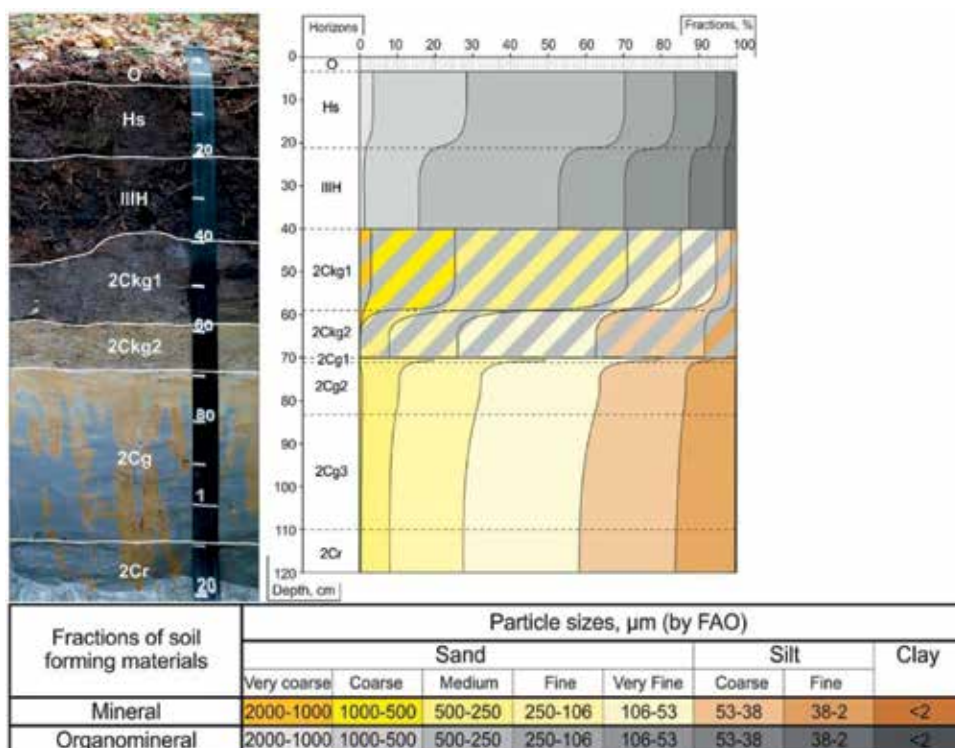 Horizons
Fractions, %
0 10 20 30 40 50 60 70 80 90 100
0
10
20
30
40
50
60
70
80
90
100
110
120
Depth, cm
O
Hs
IIIH
2Ckg1
2Ckg2
2Cg1
2Cg2
2Cg3
2Cr
O
Hs
20
IIIH
40
2Ckg1
60
2Ckg2
80
2Cg
1
2Cr
20
Fractions of soil forming materials
Particle sizes, µm (by FAO)
Sand Silt Clay
Very coarse Coarse Medium Fine Very Fine Coarse Fine
Mineral 2000-1000 1000-500 500-250 250-106 106-53 53-38 38-2 <2
Organomineral 2000-1000 1000-500 500-250 250-106 106-53 53-38 38-2 <2